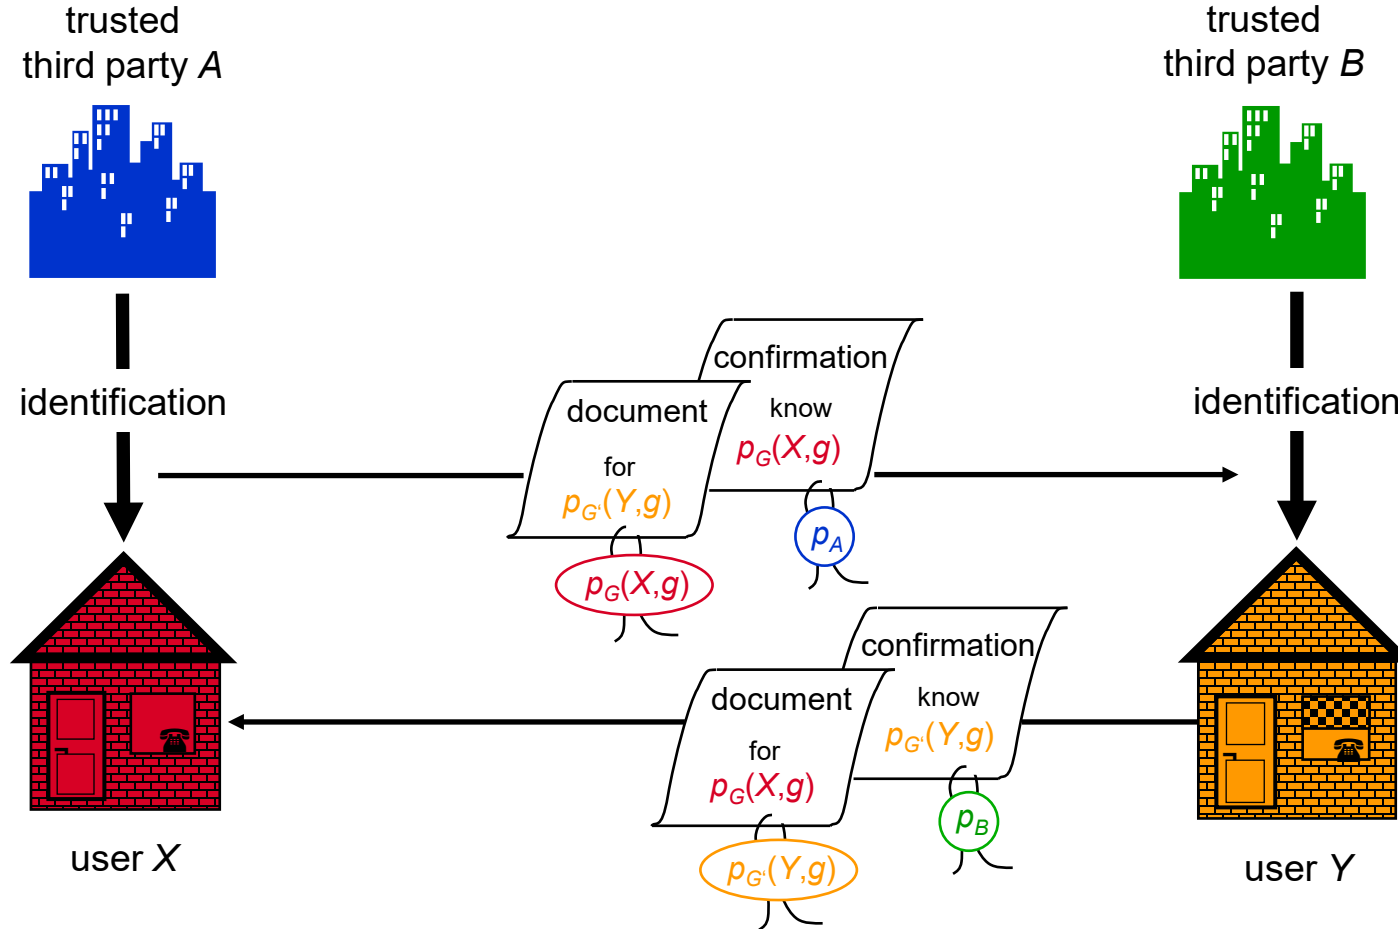 trusted
third party A
trusted
third party B
identification
identification
confirmation
know
pG(X,g)
pA
document
for
pG‘(Y,g)
pG(X,g)
confirmation
know
pG‘(Y,g)
pB
document
for
pG(X,g)
pG‘(Y,g)
user X
user Y